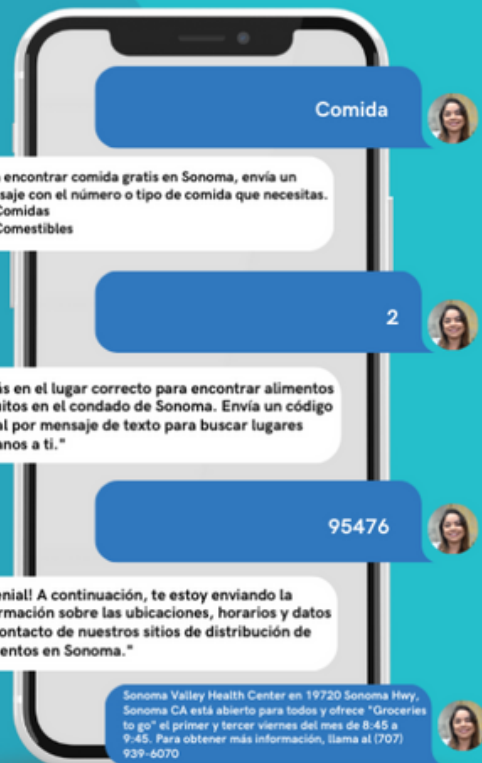 Comida
encontrar comida gratis en Sonoma, envía un
saje con el número o tipo de comida que necesitas.
Comidas
Comestibles
2
ás en el lugar correcto para encontrar alimentos
uitos en el condado de Sonoma. Envía un código
al por mensaje de texto para buscar lugares
anos a ti."
95476
enial! A continuación, te estoy enviando la
rmación sobre las ubicaciones, horarios y datos
ontacto de nuestros sitios de distribución de
entos en Sonoma."
Sonoma Valley Health Center en 19720 Sonoma Hwy,
Sonoma CA está abierto para todos y ofrece "Groceries
to go" el primer y tercer viernes del mes de 8:45 a
9:45. Para obtener más información, llama al (707)
939-6070